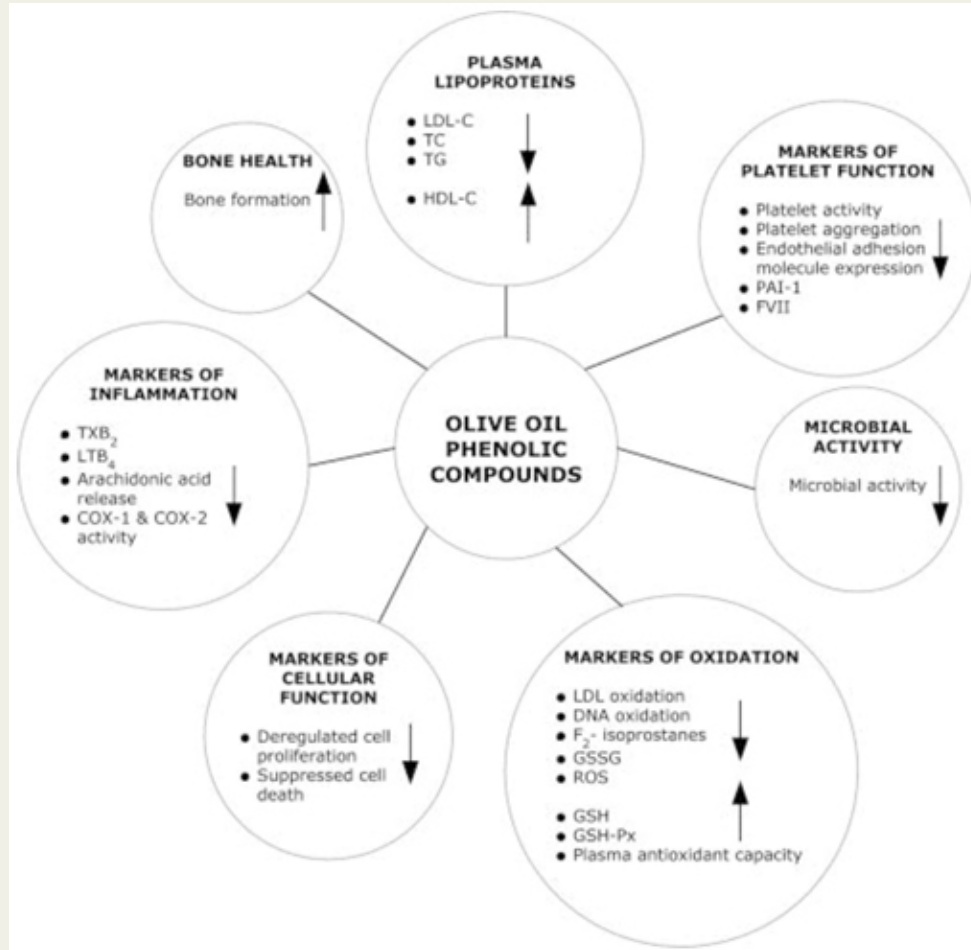 PLASMA
LIPOPROTEINS
● LDL-C
● TC
● TG
● HDL-C
BONE HEALTH
Bone formation
MARKERS OF
PLATELET FUNCTION
● Platelet activity
● Platelet aggregation
● Endothelial adhesion
molecule expression
● PAI-1
● FVII
MARKERS OF
INFLAMMATION
● TXB₂
● LTB₄
● Arachidonic acid
release
● COX-1 & COX-2
activity
OLIVE OIL
PHENOLIC
COMPOUNDS
MICROBIAL
ACTIVITY
Microbial activity
MARKERS OF
CELLULAR
FUNCTION
● Deregulated cell
proliferation
● Suppressed cell
death
MARKERS OF OXIDATION
● LDL oxidation
● DNA oxidation
● F₂- isoprostanes
● GSSG
● ROS
● GSH
● GSH-Px
● Plasma antioxidant capacity